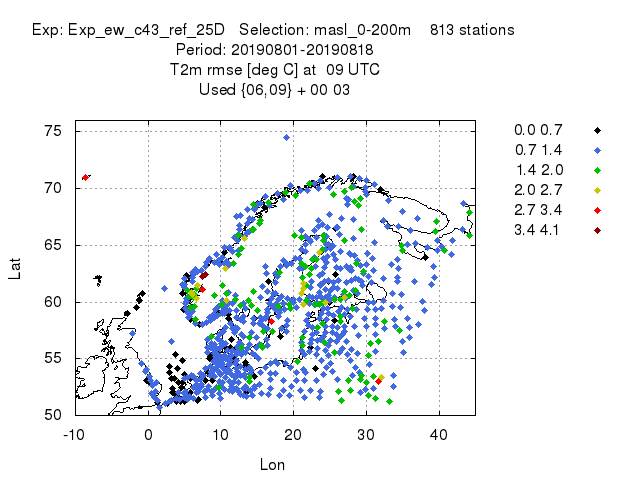 Exp: Exp_ew_c43_ref_25D   Selection: masl_0-200m    813 stations
Period: 20190801-20190818
T2m rmse [deg C] at  09 UTC
Used {06,09} + 00 03
0.0 0.7
0.7 1.4
1.4 2.0
2.0 2.7
2.7 3.4
3.4 4.1
75
70
65
60
55
50
Lat
-10 0 10 20 30 40
Lon